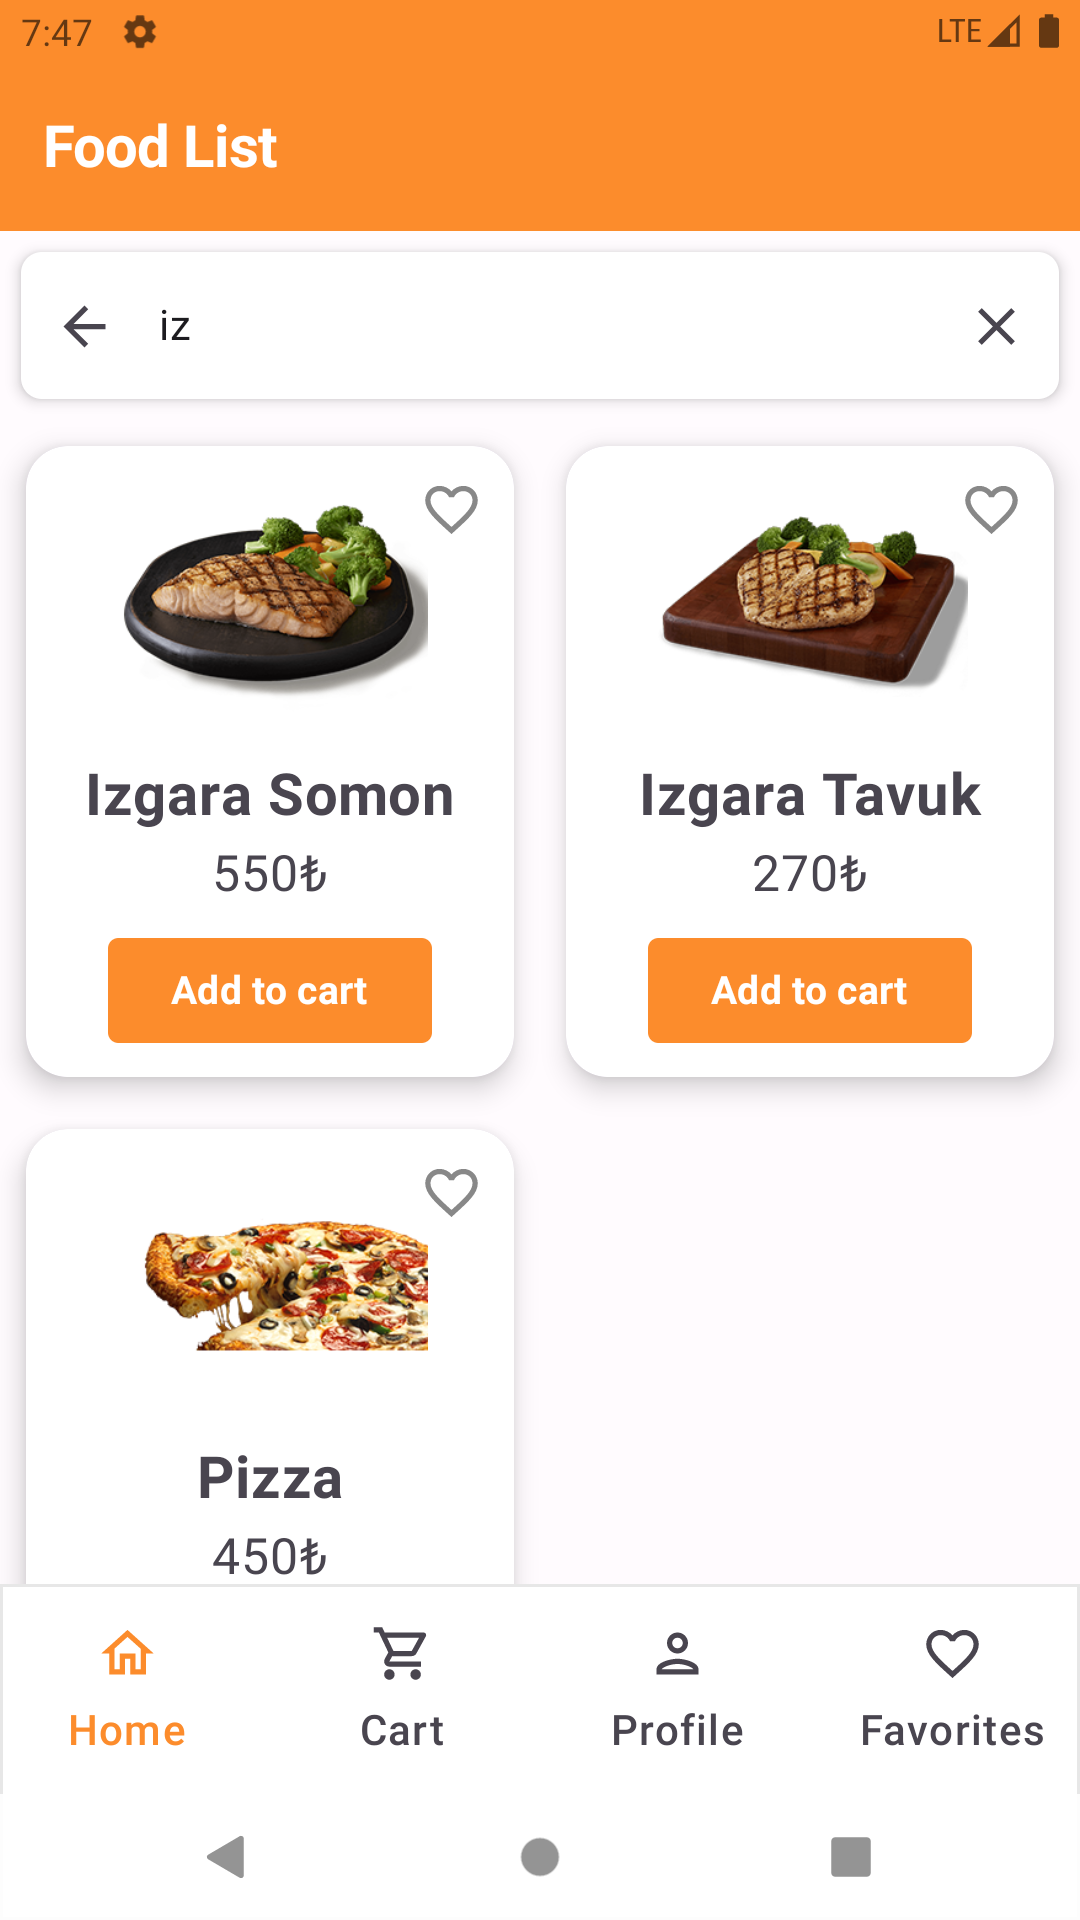 7:47 LTE
Food List
iz
Izgara Somon
550₺
Add to cart
Izgara Tavuk
270₺
Add to cart
Pizza
450₺
Home Cart Profile Favorites